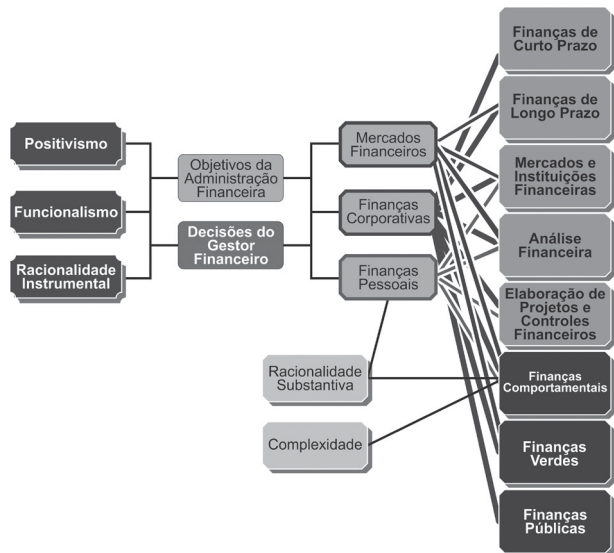 Positivismo
Funcionalismo
Racionalidade
Instrumental
Objetivos da
Administração
Financeira
Decisões do
Gestor
Financeiro
Mercados
Financeiros
Finanças
Corporativas
Finanças
Pessoais
Racionalidade
Substantiva
Complexidade
Finanças de
Curto Prazo
Finanças de
Longo Prazo
Mercados e
Instituições
Financeiras
Análise
Financeira
Elaboração de
Projetos e
Controles
Financeiros
Finanças
Comportamentais
Finanças
Verdes
Finanças
Públicas